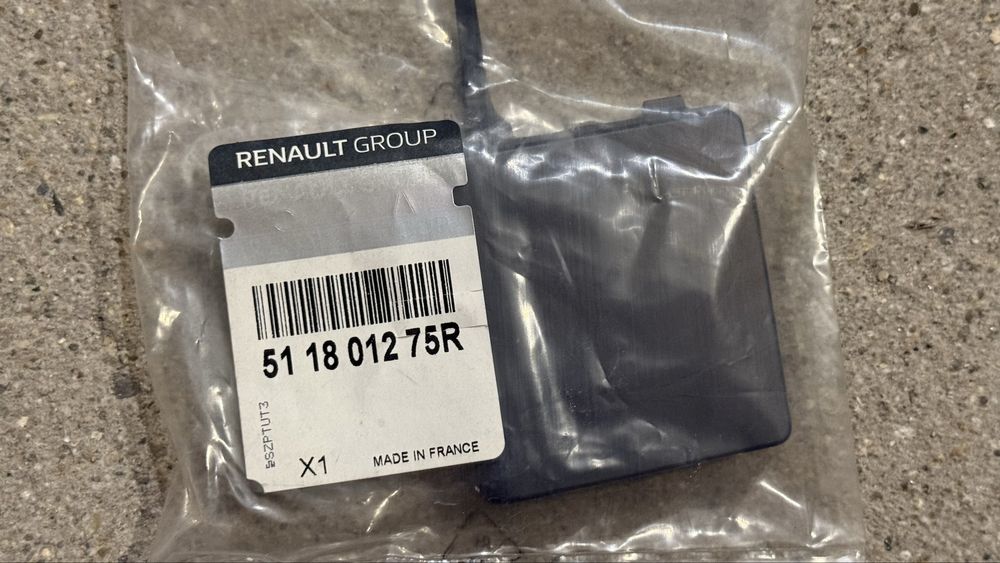 RENAULT GROUP
51 18 012 75R
ESZPTUT3
X1
MADE IN FRANCE